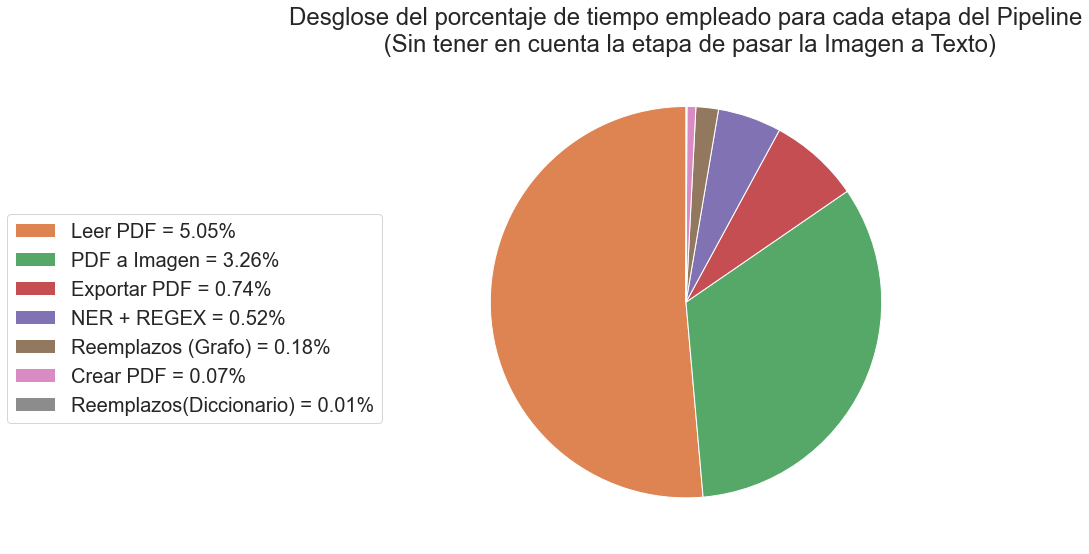 Desglose del porcentaje de tiempo empleado para cada etapa del Pipeline
(Sin tener en cuenta la etapa de pasar la Imagen a Texto)
Leer PDF = 5.05%
PDF a Imagen = 3.26%
Exportar PDF = 0.74%
NER + REGEX = 0.52%
Reemplazos (Grafo) = 0.18%
Crear PDF = 0.07%
Reemplazos(Diccionario) = 0.01%